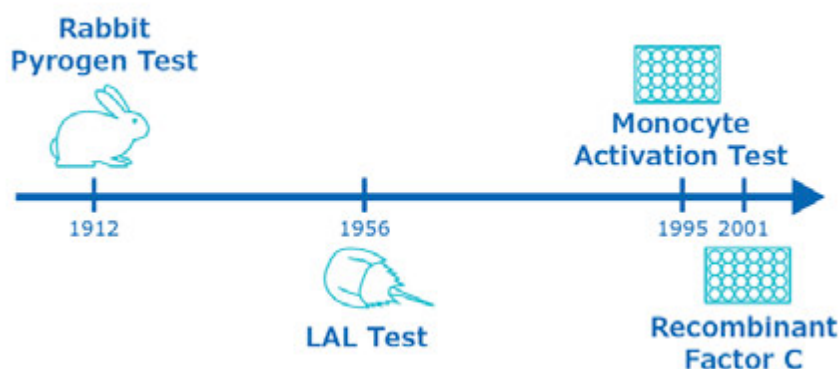 Rabbit
Pyrogen Test
Monocyte
Activation Test
1912
1956
1995
2001
LAL Test
Recombinant
Factor C